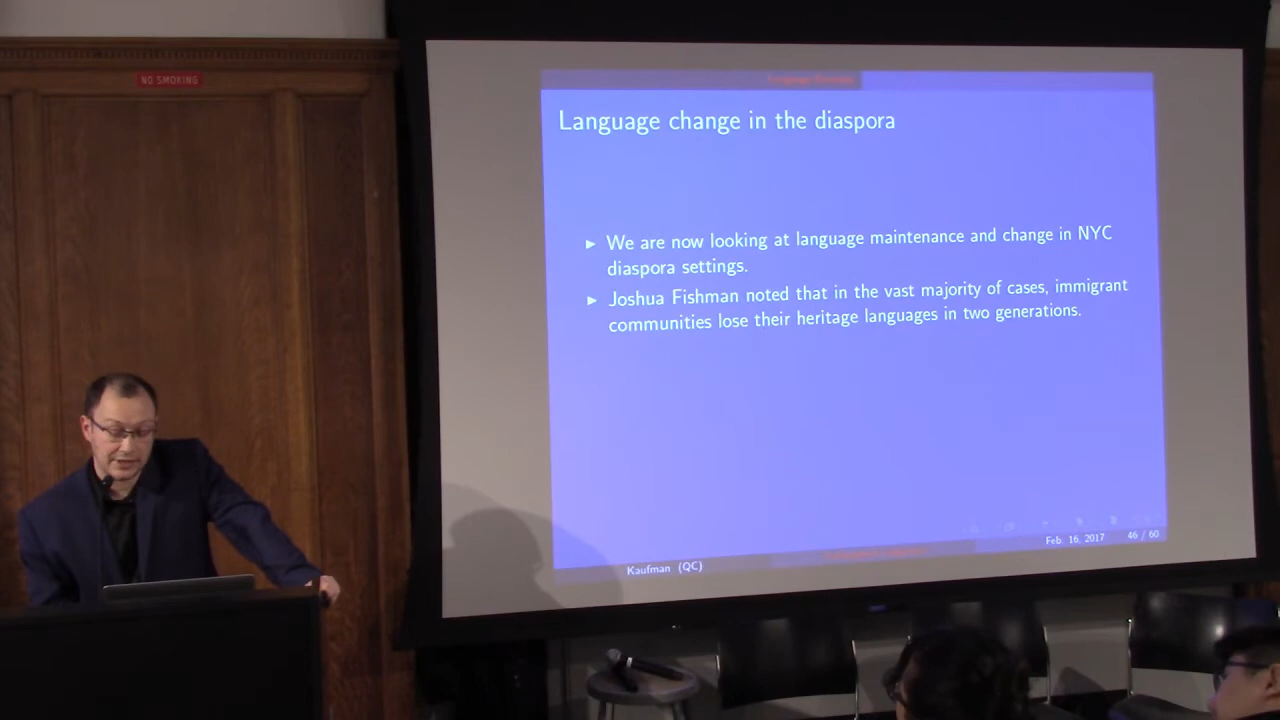 NO SMOKING
Language change in the diaspora
► We are now looking at language maintenance and change in NYC
diaspora settings.
► Joshua Fishman noted that in the vast majority of cases, immigrant
communities lose their heritage languages in two generations.
Kaufman (QC)
Feb. 16, 2017
46 / 60